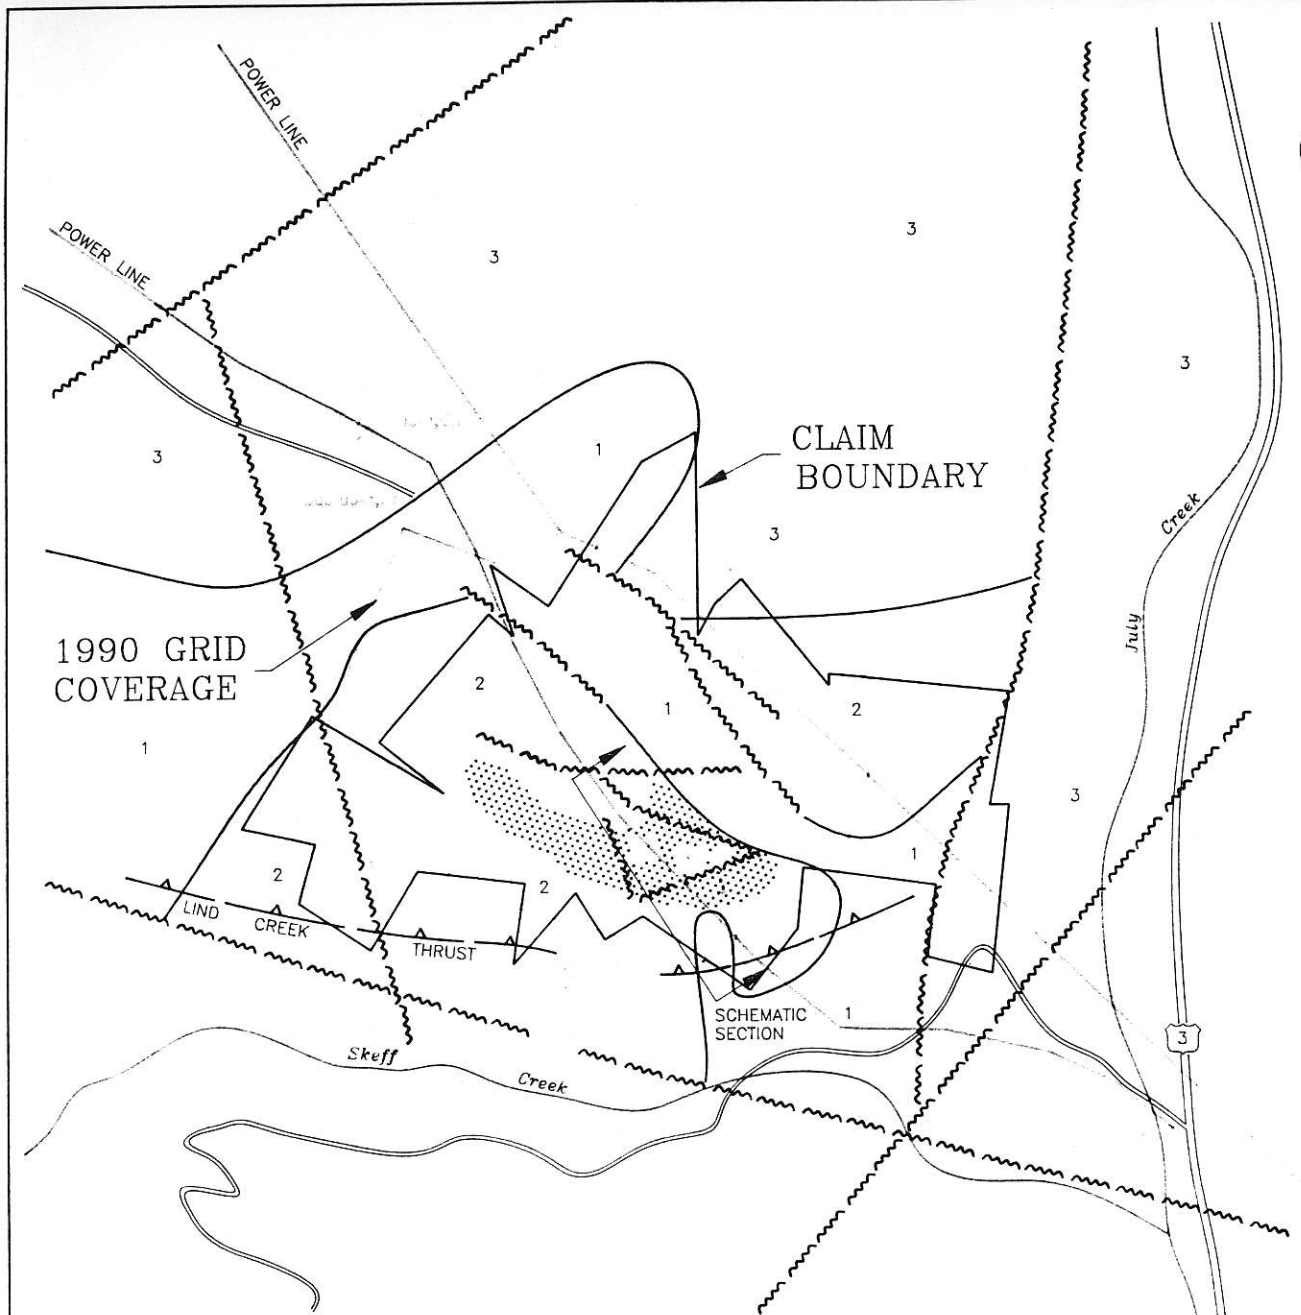 POWER LINE
POWER LINE
3
3
3
3
1
CLAIM
BOUNDARY
3
Creek
July
1990 GRID
COVERAGE
2
1
2
1
3
1
2
2
LIND CREEK THRUST
SCHEMATIC
SECTION
1
3
Skeff Creek